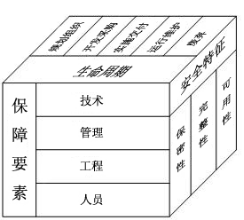 规划组织
开发采购
实施交付
运行维护
废弃
生命周期
安全特征
保障要素
技术
管理
工程
人员
保密性
完整性
可用性